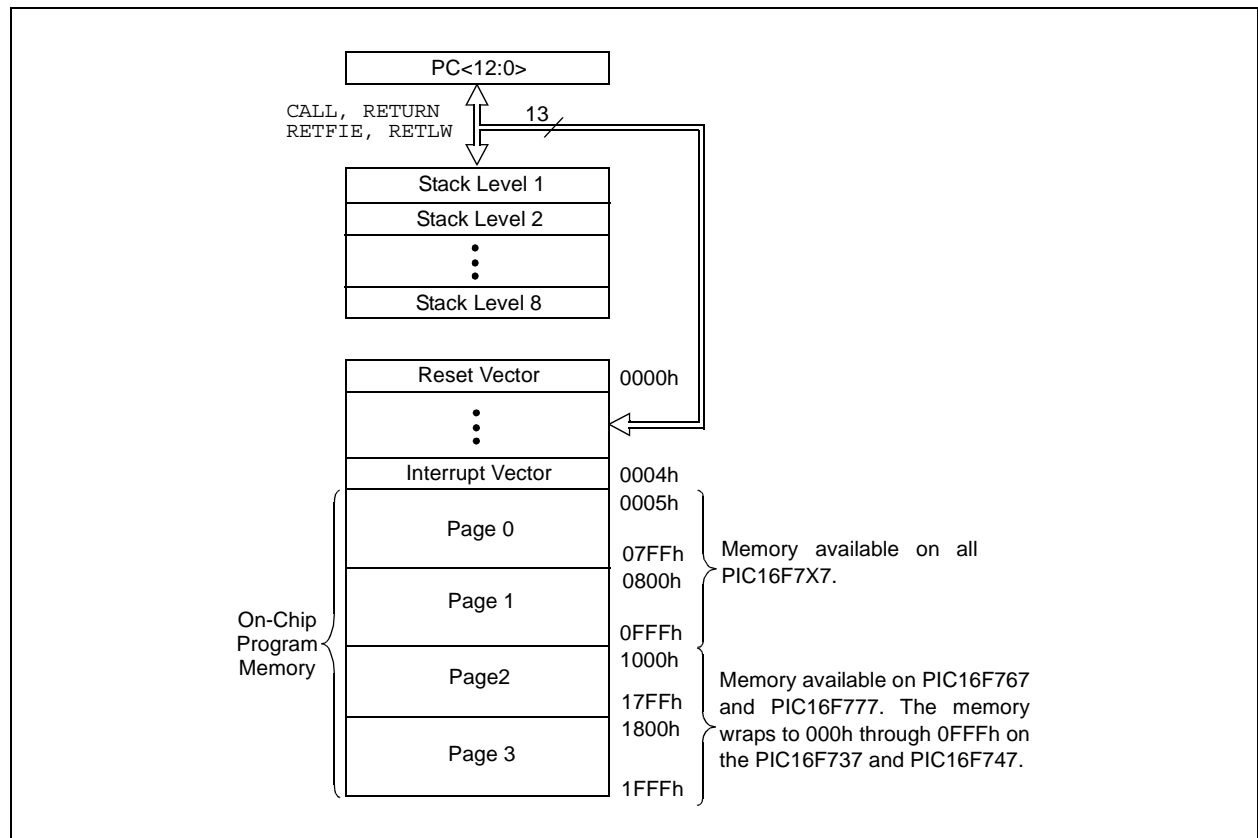 PC<12:0>
CALL, RETURN
RETFIE, RETLW
13
Stack Level 1
Stack Level 2
Stack Level 8
Reset Vector
0000h
Interrupt Vector
0004h
0005h
Page 0
07FFh
0800h
Page 1
0FFFh
1000h
Page2
17FFh
1800h
Page 3
1FFFh
On-Chip
Program
Memory
Memory available on all
PIC16F7X7.
Memory available on PIC16F767
and PIC16F777. The memory
wraps to 000h through 0FFFh on
the PIC16F737 and PIC16F747.